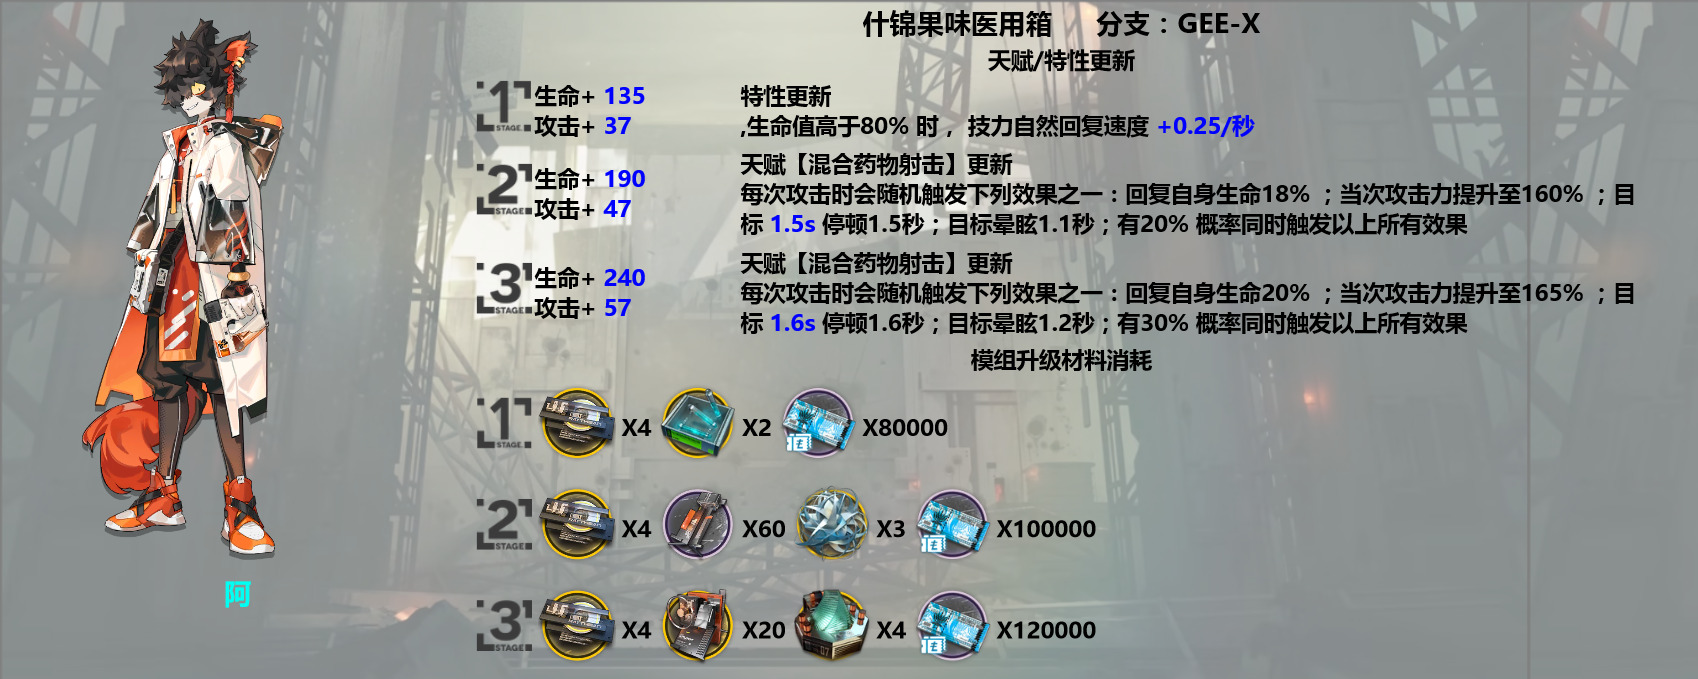 什锦果味医用箱 分支：GEE-X
天赋/特性更新
1 STAGE.
生命+ 135
攻击+ 37
特性更新
,生命值高于80% 时， 技力自然回复速度 +0.25/秒
2 STAGE.
生命+ 190
攻击+ 47
天赋【混合药物射击】更新
每次攻击时会随机触发下列效果之一：回复自身生命18% ；当次攻击力提升至160% ；目
标 1.5s 停顿1.5秒；目标晕眩1.1秒；有20% 概率同时触发以上所有效果
3 STAGE.
生命+ 240
攻击+ 57
天赋【混合药物射击】更新
每次攻击时会随机触发下列效果之一：回复自身生命20% ；当次攻击力提升至165% ；目
标 1.6s 停顿1.6秒；目标晕眩1.2秒；有30% 概率同时触发以上所有效果
模组升级材料消耗
1 STAGE. X4 X2 X80000
2 STAGE. X4 X60 X3 X100000
阿
3 STAGE. X4 X20 X4 X120000